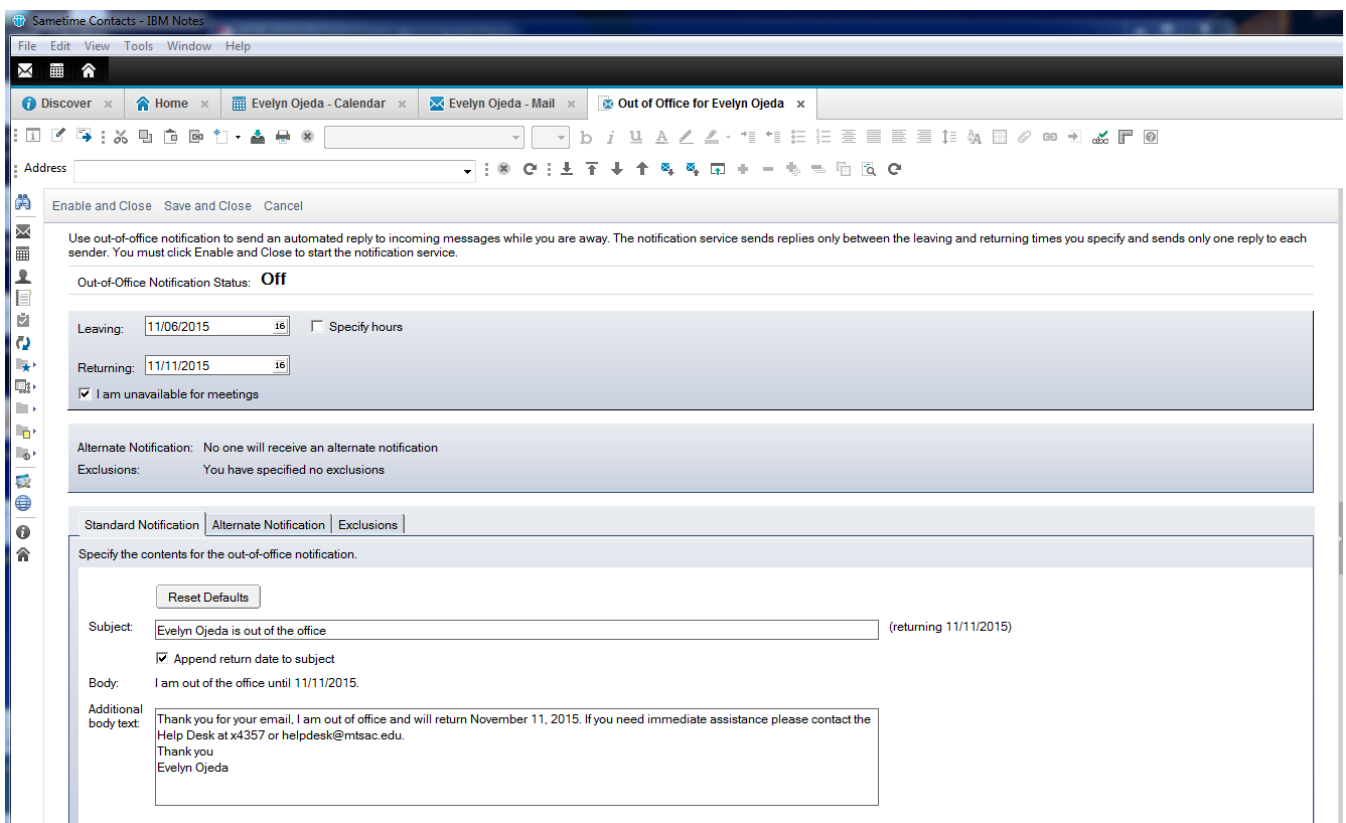 Sametime Contacts - IBM Notes
File Edit View Tools Window Help
Discover Home Evelyn Ojeda - Calendar Evelyn Ojeda - Mail Out of Office for Evelyn Ojeda
b i U A
abc
Address
Enable and Close Save and Close Cancel
Use out-of-office notification to send an automated reply to incoming messages while you are away. The notification service sends replies only between the leaving and returning times you specify and sends only one reply to each
sender. You must click Enable and Close to start the notification service.
Out-of-Office Notification Status: Off
Leaving: 11/06/2015 16 Specify hours
Returning: 11/11/2015 16
I am unavailable for meetings
Alternate Notification: No one will receive an alternate notification
Exclusions: You have specified no exclusions
Standard Notification Alternate Notification Exclusions
Specify the contents for the out-of-office notification.
Reset Defaults
Subject: Evelyn Ojeda is out of the office (returning 11/11/2015)
Append return date to subject
Body: I am out of the office until 11/11/2015.
Additional
body text:
Thank you for your email, I am out of office and will return November 11, 2015. If you need immediate assistance please contact the
Help Desk at x4357 or helpdesk@mtsac.edu.
Thank you
Evelyn Ojeda